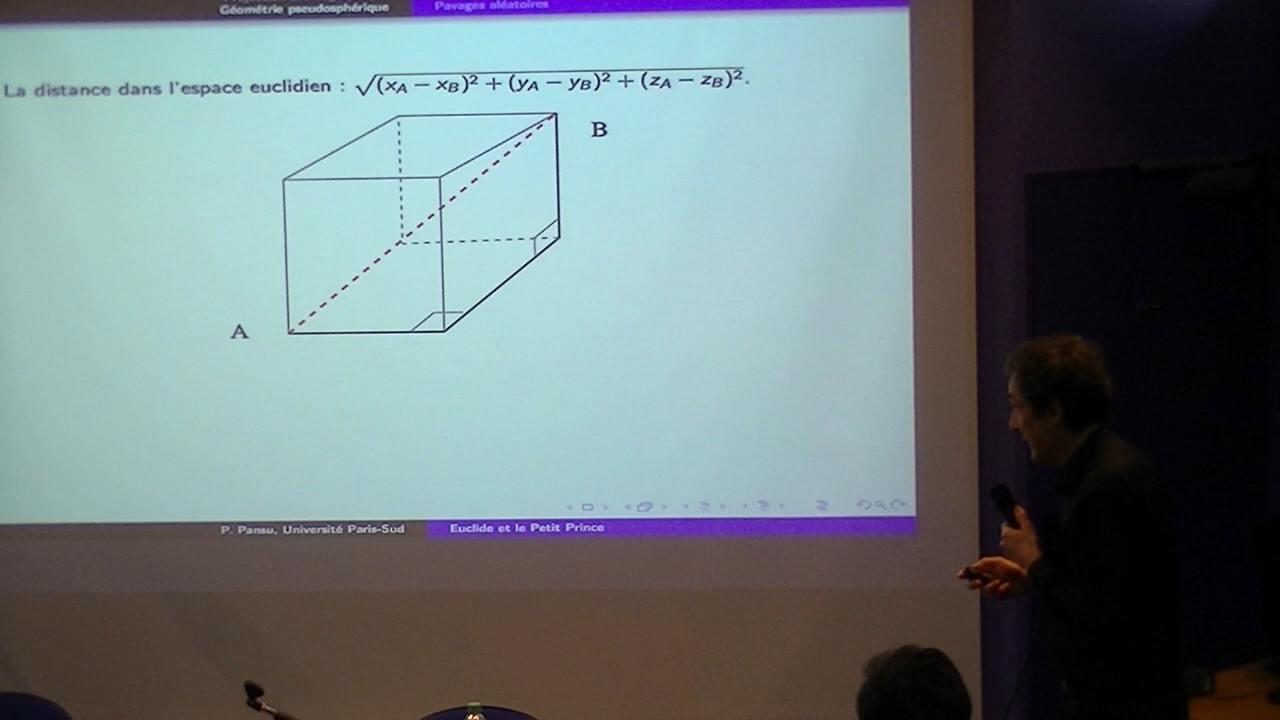 Géométrie pseudosphérique Pavages aléatoires
La distance dans l'espace euclidien : √(x_A − x_B)² + (y_A − y_B)² + (z_A − z_B)².
B
A
P. Pansu, Université Paris-Sud Euclide et le Petit Prince